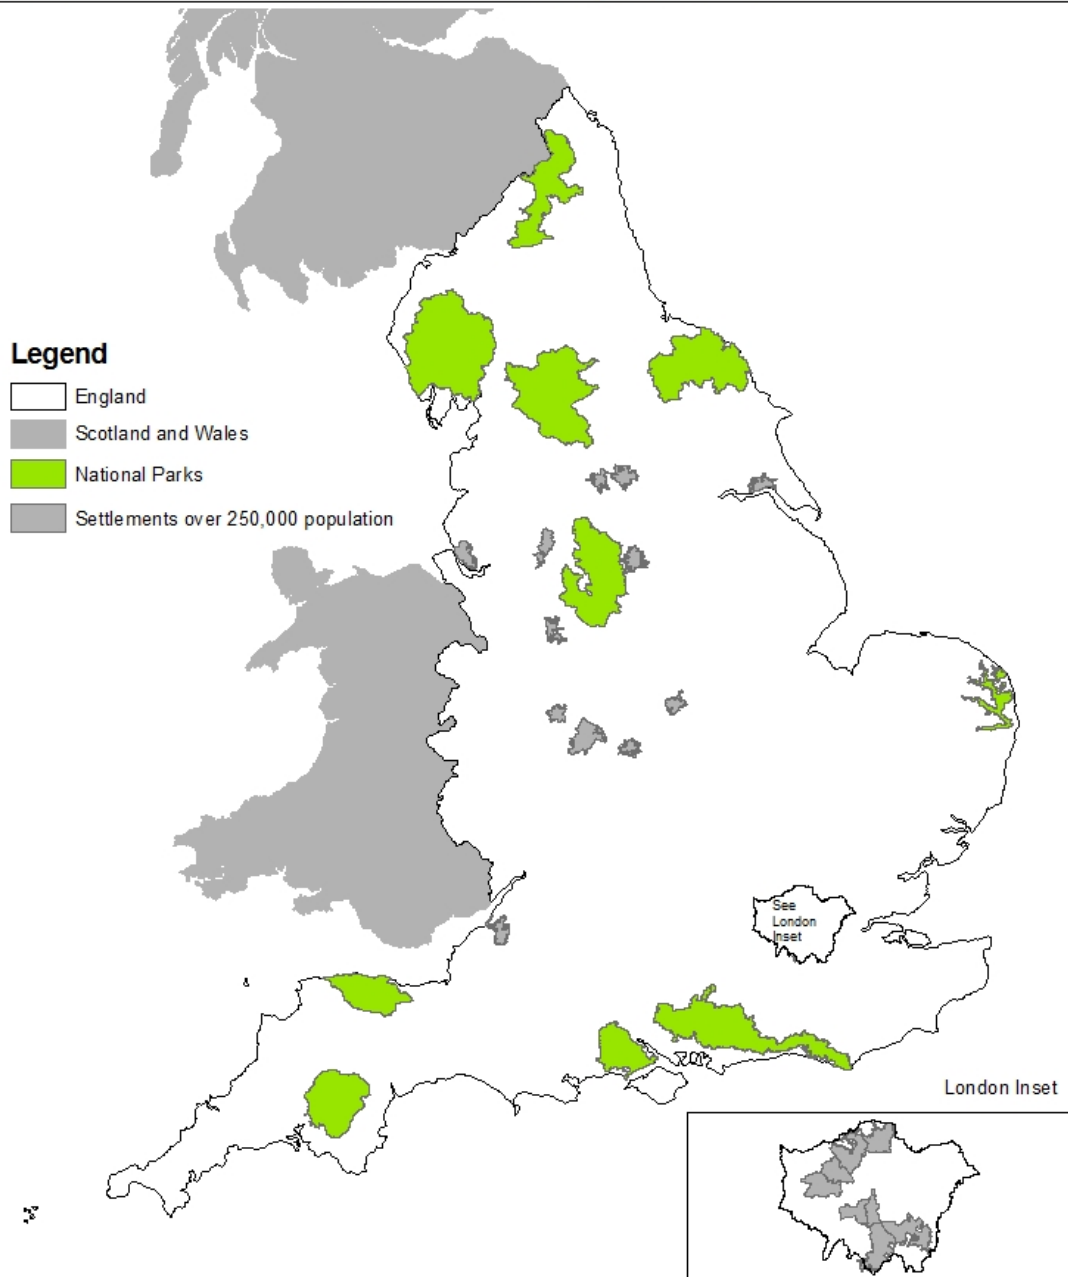 Legend
England
Scotland and Wales
National Parks
Settlements over 250,000 population
See
London
Inset
London Inset